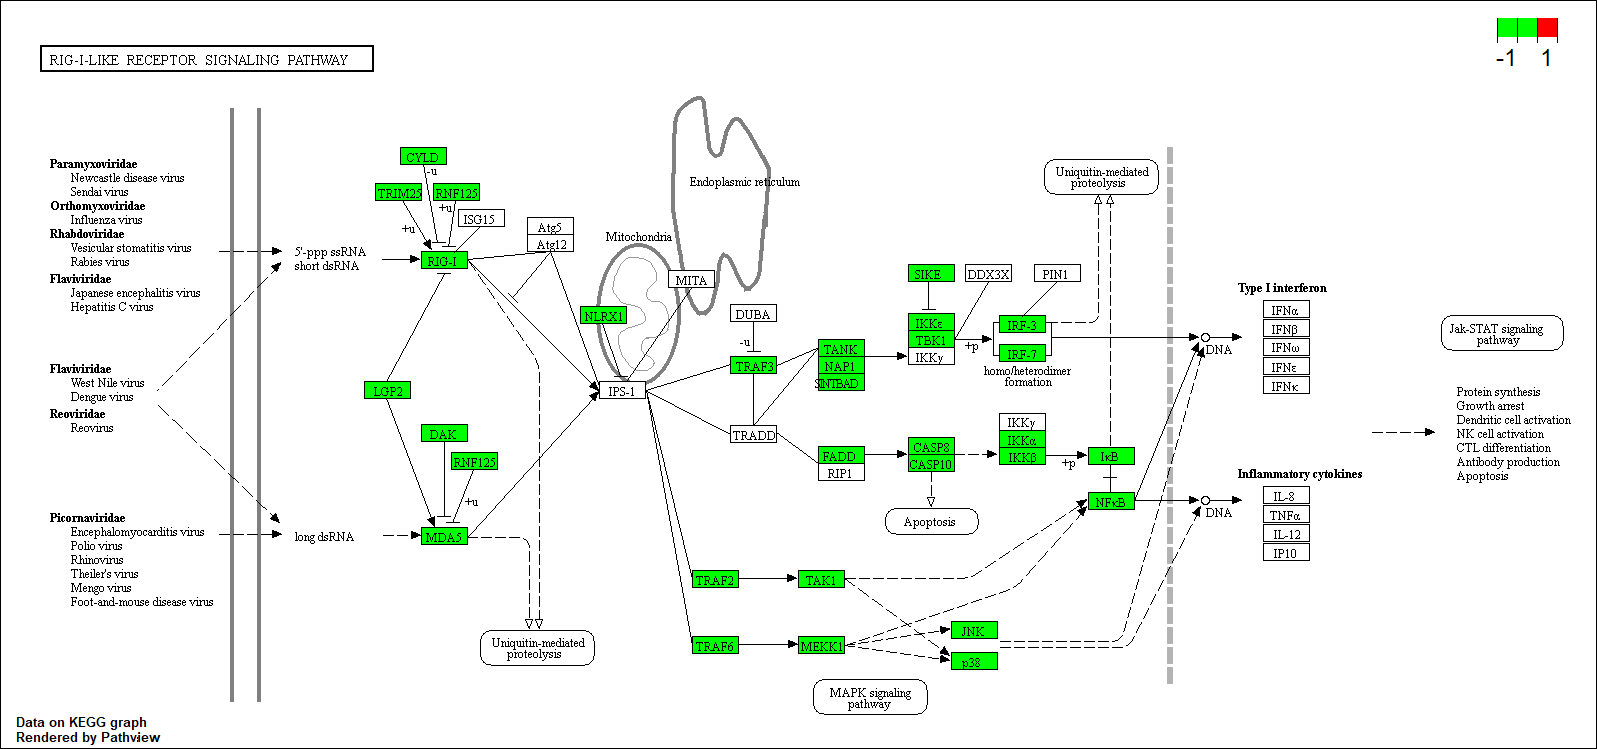 RIG-I-LIKE RECEPTOR SIGNALING PATHWAY
-1 1
Paramyxoviridae
Newcastle disease virus
Sendai virus
Orthomyxoviridae
Influenza virus
Rhabdoviridae
Vesicular stomatitis virus
Rabies virus
Flaviviridae
Japanese encephalitis virus
Hepatitis C virus
Flaviviridae
West Nile virus
Dengue virus
Reoviridae
Reovirus
Picornaviridae
Encephalomyocarditis virus
Polio virus
Rhinovirus
Theiler's virus
Mengo virus
Foot-and-mouse disease virus
5'-ppp ssRNA
short dsRNA
long dsRNA
CYLD
-u
TRIM25
RNF125
+u
+u
ISG15
RIG-I
Atg5
Atg12
LGP2
DAK
RNF125
+u
MDA5
Uniquitin-mediated
proteolysis
Mitochondria
NLRX1
IPS-1
Endoplasmic reticulum
MITA
DUBA
-u
TRAF3
TRADD
TANK
NAP1
SINTBAD
FADD
RIP1
TRAF2
TAK1
TRAF6
MEKK1
SIKE
IKKε
TBK1
IKKγ
DDX3X
+p
PIN1
IRF-3
IRF-7
homo/heterodimer
formation
Uniquitin-mediated
proteolysis
CASP8
CASP10
Apoptosis
IKKγ
IKKα
IKKβ
+p
IκB
NFκB
JNK
p38
MAPK signaling
pathway
DNA
DNA
Type I interferon
IFNα
IFNβ
IFNω
IFNε
IFNκ
Inflammatory cytokines
IL-8
TNFα
IL-12
IP10
Jak-STAT signaling
pathway
Protein synthesis
Growth arrest
Dendritic cell activation
NK cell activation
CTL differentiation
Antibody production
Apoptosis
Data on KEGG graph
Rendered by Pathview